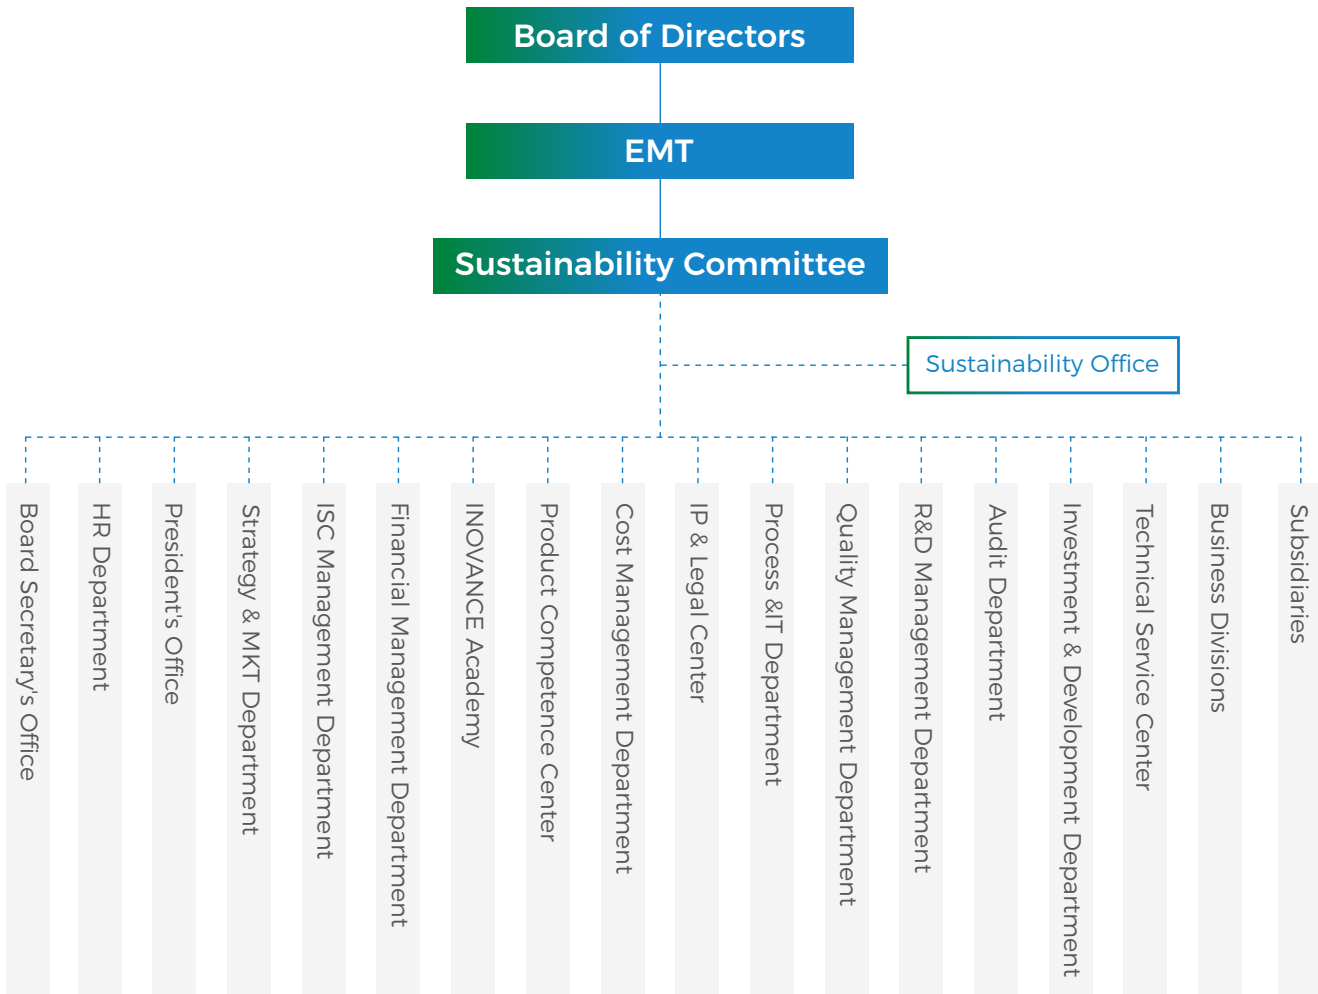 Board of Directors
EMT
Sustainability Committee
Sustainability Office
Board Secretary's Office
HR Department
President's Office
Strategy & MKT Department
ISC Management Department
Financial Management Department
INOVANCE Academy
Product Competence Center
Cost Management Department
IP & Legal Center
Process &IT Department
Quality Management Department
R&D Management Department
Audit Department
Investment & Development Department
Technical Service Center
Business Divisions
Subsidiaries